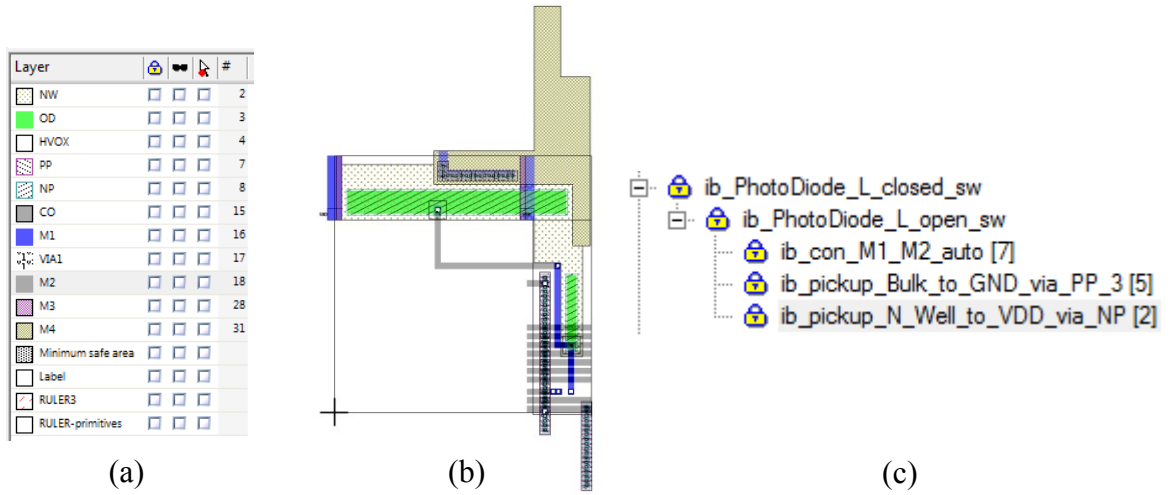 Layer #
NW 2
OD 3
HVOX 4
PP 7
NP 8
CO 15
M1 16
VIA1 17
M2 18
M3 28
M4 31
Minimum safe area
Label
RULER3
RULER-primitives
ib_PhotoDiode_L_closed_sw
ib_PhotoDiode_L_open_sw
ib_con_M1_M2_auto [7]
ib_pickup_Bulk_to_GND_via_PP_3 [5]
ib_pickup_N_Well_to_VDD_via_NP [2]
(a) (b) (c)